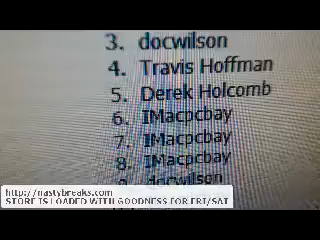 3. docwilson
4. Travis Hoffman
5. Derek Holcomb
6. IMacpcbay
7. IMacpcbay
8. IMacpcbay
docwilson
http://nastybreaks.com
STORE IS LOADED WITH GOODNESS FOR FRI/SAT